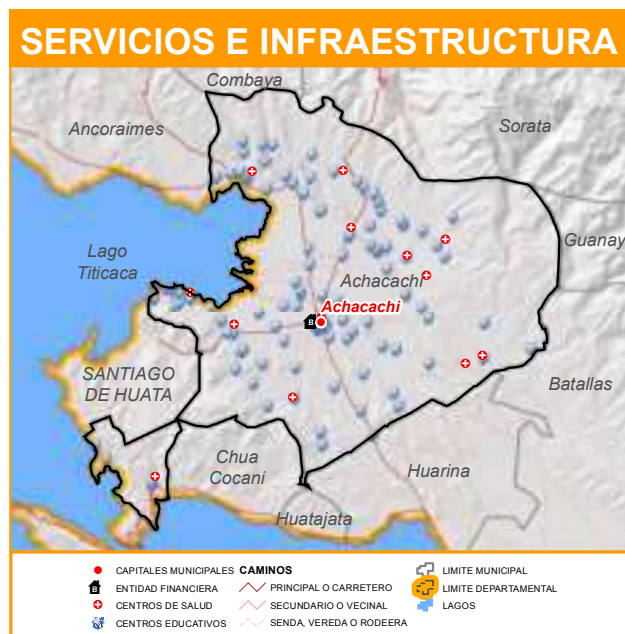 SERVICIOS E INFRAESTRUCTURA
Combaya
Ancoraimes
Sorata
Guanay
Lago
Titicaca
Achacachi
Achacachi
B
SANTIAGO
DE HUATA
Batallas
Chua
Cocani
Huarina
Huatajata
CAPITALES MUNICIPALES
B ENTIDAD FINANCIERA
CENTROS DE SALUD
CENTROS EDUCATIVOS
CAMINOS
PRINCIPAL O CARRETERO
SECUNDARIO O VECINAL
SENDA, VEREDA O RODEERA
LIMITE MUNICIPAL
LIMITE DEPARTAMENTAL
LAGOS